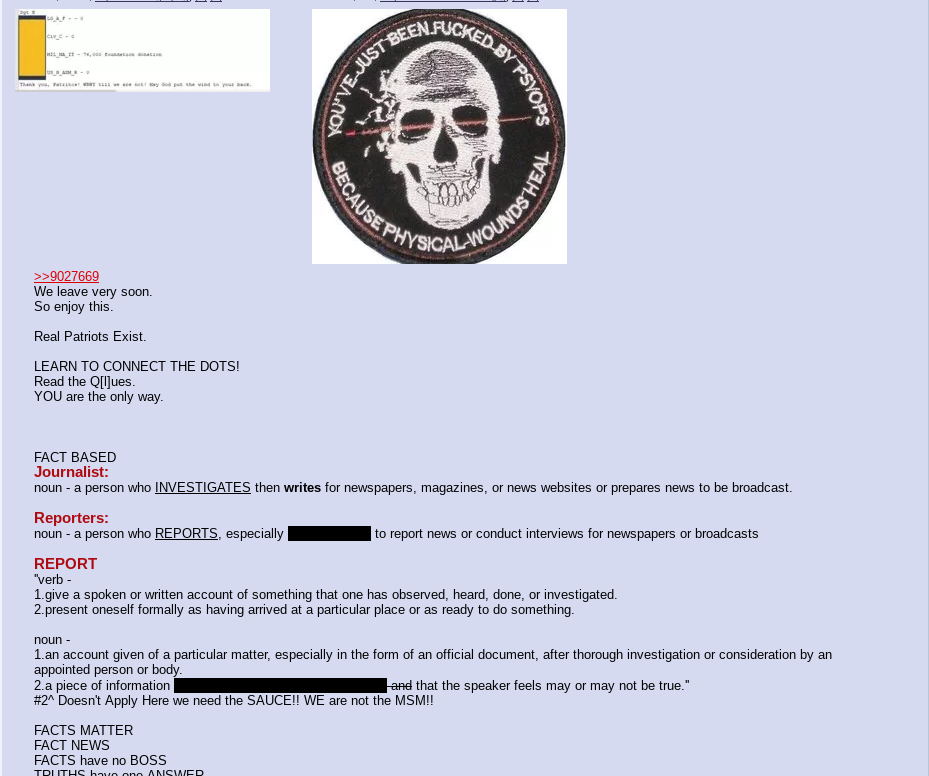 Sgt R
LG_A_F - - 0
Civ_C - 0
MIL_NA_IT - 76,000 foundation donation
US_N_ASM_R - 0
Thank you, Patriots! WWG1 till we are not! May God put the wind to your back.
YOU'VE JUST BEEN FUCKED BY PSYOPS
BECAUSE PHYSICAL WOUNDS HEAL
>>9027669
We leave very soon.
So enjoy this.
Real Patriots Exist.
LEARN TO CONNECT THE DOTS!
Read the Q[l]ues.
YOU are the only way.
FACT BASED
Journalist:
noun - a person who INVESTIGATES then writes for newspapers, magazines, or news websites or prepares news to be broadcast.
Reporters:
noun - a person who REPORTS, especially to report news or conduct interviews for newspapers or broadcasts
REPORT
"verb -
1.give a spoken or written account of something that one has observed, heard, done, or investigated.
2.present oneself formally as having arrived at a particular place or as ready to do something.
noun -
1.an account given of a particular matter, especially in the form of an official document, after thorough investigation or consideration by an
appointed person or body.
2.a piece of information and that the speaker feels may or may not be true."
#2^ Doesn't Apply Here we need the SAUCE!! WE are not the MSM!!
FACTS MATTER
FACT NEWS
FACTS have no BOSS
TRUTHS have one ANSWER